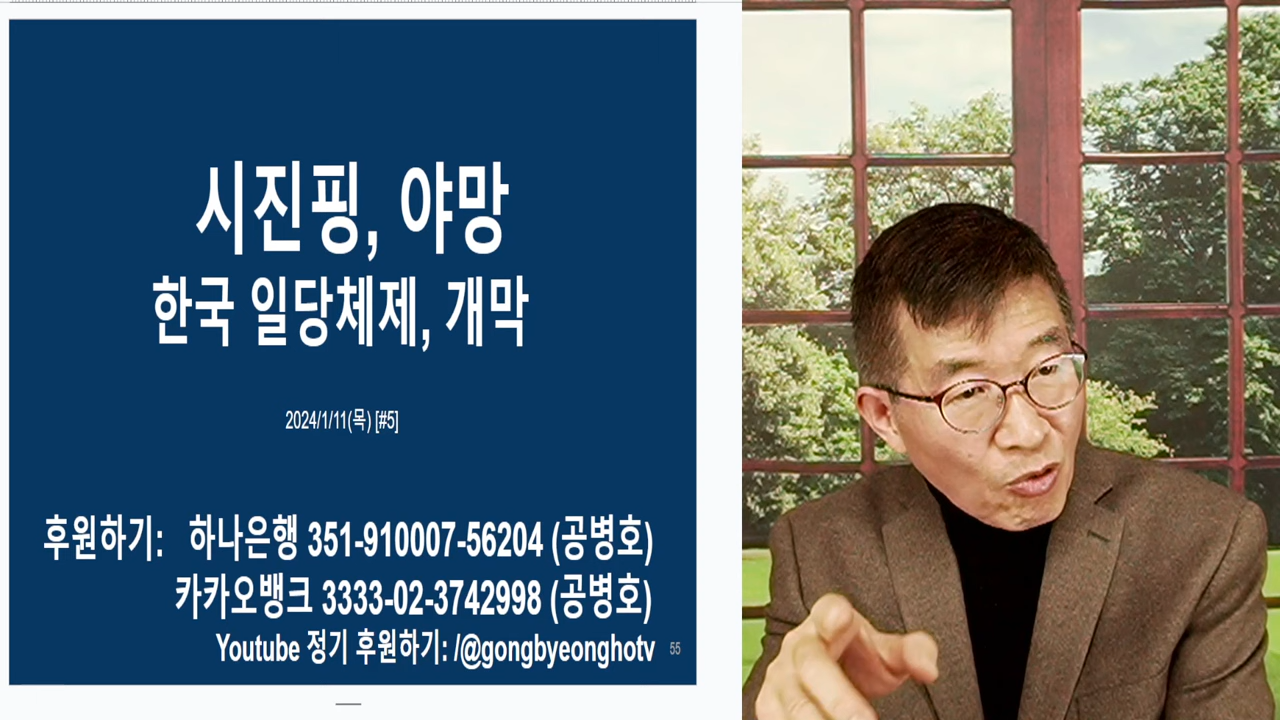 시진핑, 야망
한국 일당체제, 개막
2024/1/11(목) [#5]
후원하기: 하나은행 351-910007-56204 (공병호)
카카오뱅크 3333-02-3742998 (공병호)
Youtube 정기 후원하기: /@gongbyeonghotv
55